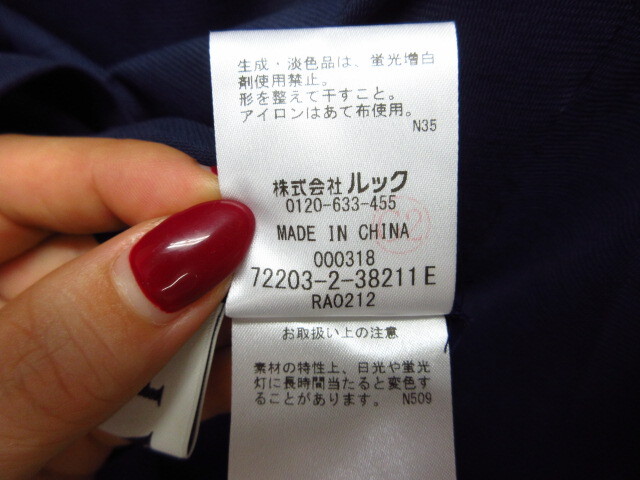 生成・淡色品は、蛍光増白
剤使用禁止。
形を整えて干すこと。
アイロンはあて布使用。
N35
株式会社 ルック
0120-633-455
62
MADE IN CHINA
000318
72203-2-38211E
RA0212
お取扱い上の注意
素材の特性上、日光や蛍光
灯に長時間当たると変色す
ることがあります。 N509